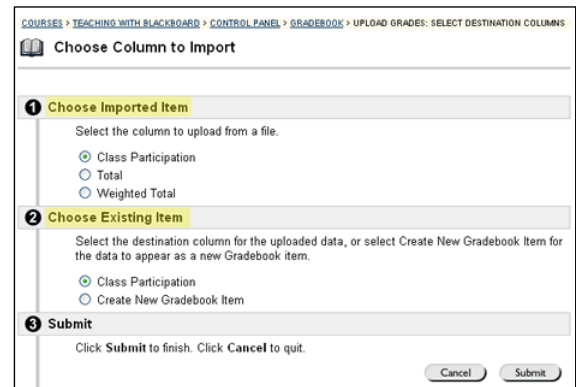 COURSES > TEACHING WITH BLACKBOARD > CONTROL PANEL > GRADEBOOK > UPLOAD GRADES: SELECT DESTINATION COLUMNS
Choose Column to Import
1 Choose Imported Item
Select the column to upload from a file.
Class Participation
Total
Weighted Total
2 Choose Existing Item
Select the destination column for the uploaded data, or select Create New Gradebook Item for
the data to appear as a new Gradebook item.
Class Participation
Create New Gradebook Item
3 Submit
Click Submit to finish. Click Cancel to quit.
Cancel Submit